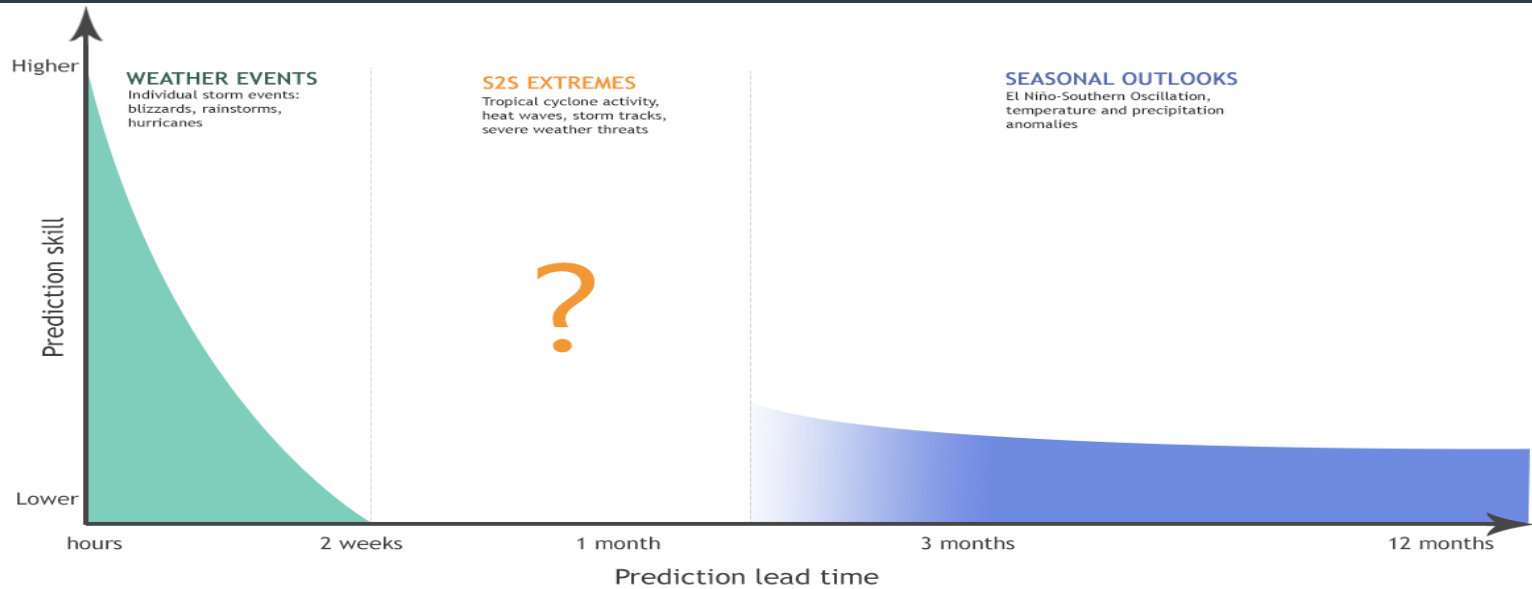 Higher
WEATHER EVENTS
Individual storm events:
blizzards, rainstorms,
hurricanes
S2S EXTREMES
Tropical cyclone activity,
heat waves, storm tracks,
severe weather threats
SEASONAL OUTLOOKS
El Niño-Southern Oscillation,
temperature and precipitation
anomalies
Prediction skill
?
Lower
hours
2 weeks
1 month
3 months
12 months
Prediction lead time